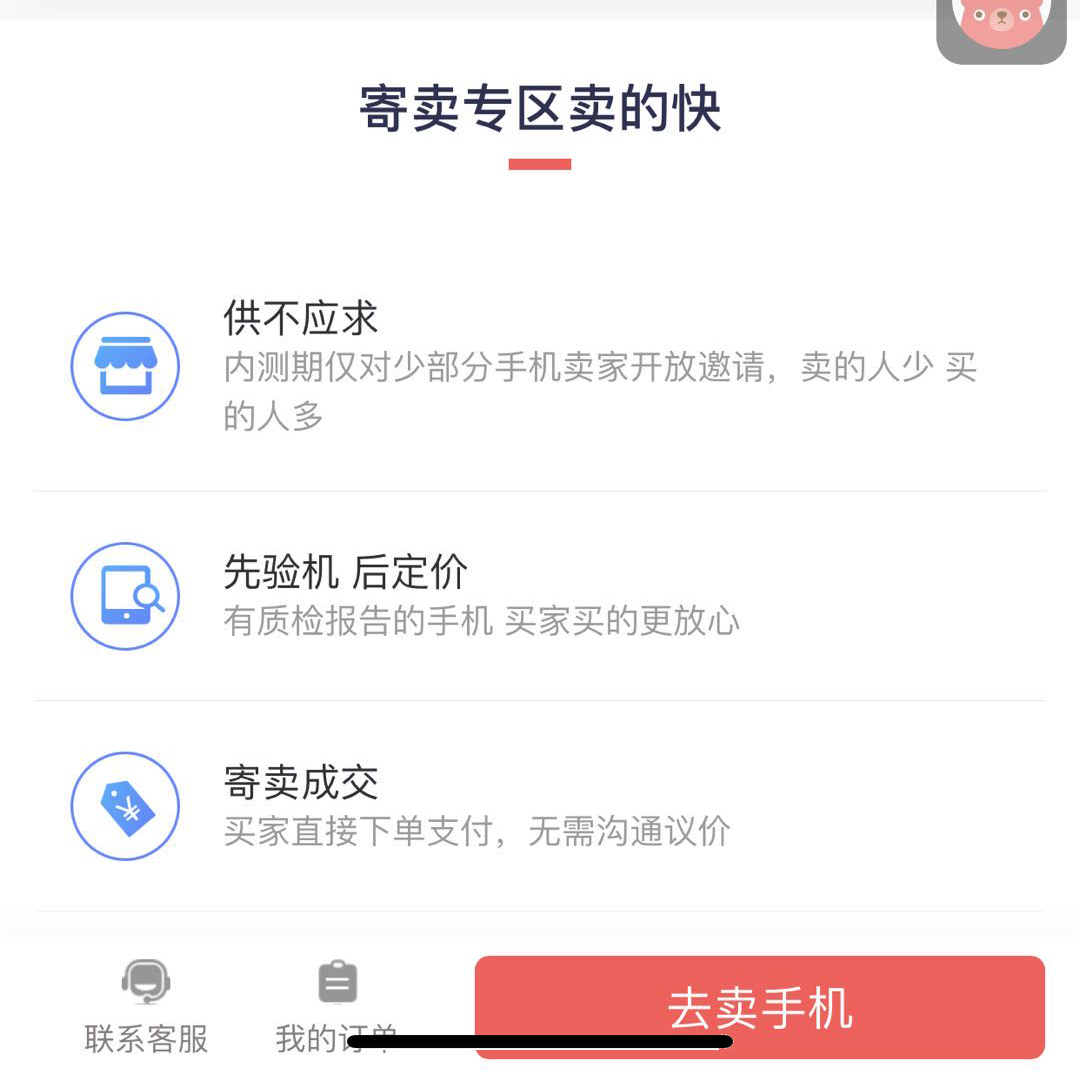 寄卖专区卖的快
供不应求
内测期仅对少部分手机卖家开放邀请，卖的人少 买
的人多
先验机 后定价
有质检报告的手机 买家买的更放心
寄卖成交
买家直接下单支付，无需沟通议价
去卖手机
联系客服
我的订单